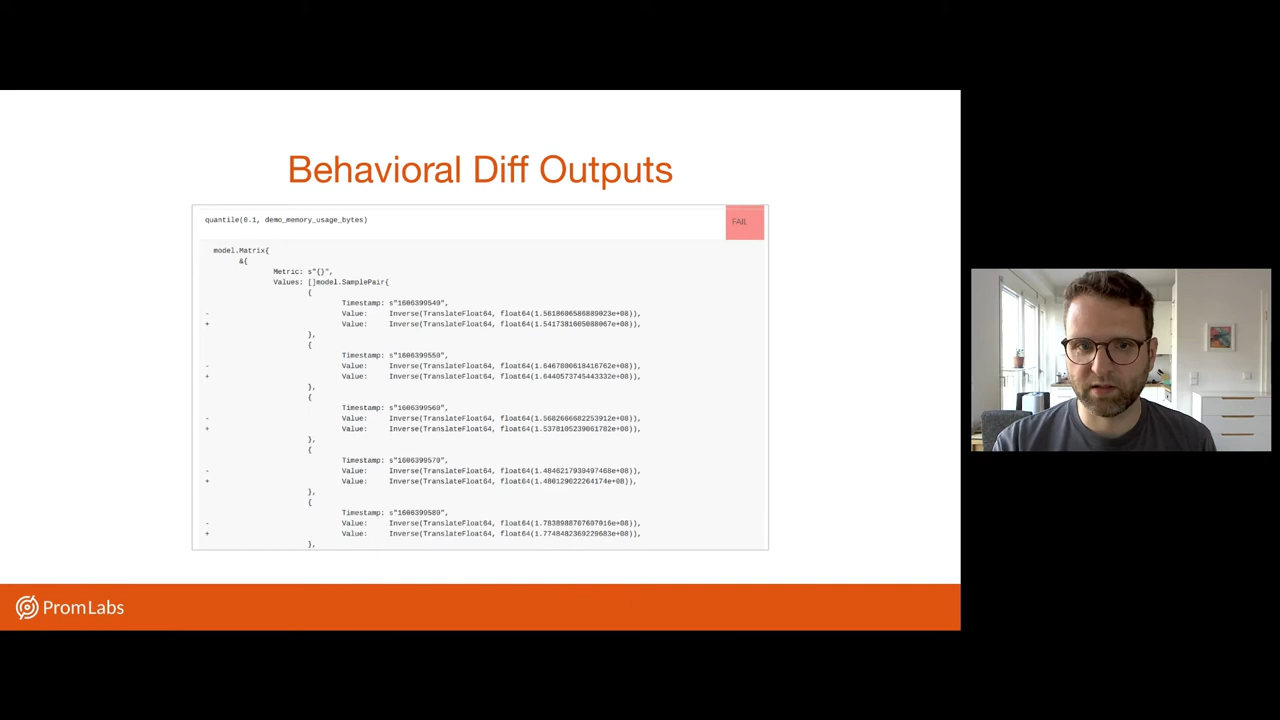 Behavioral Diff Outputs
quantile(0.1, demo_memory_usage_bytes)
FAIL
model.Matrix{
&{
Metric: s"{}",
Values: []model.SamplePair{
{
Timestamp: s"1606399540",
- Value: Inverse(TranslateFloat64, float64(1.5618606586889023e+08)),
+ Value: Inverse(TranslateFloat64, float64(1.5417381605088067e+08)),
},
{
Timestamp: s"1606399550",
- Value: Inverse(TranslateFloat64, float64(1.6467800618416762e+08)),
+ Value: Inverse(TranslateFloat64, float64(1.6440573745443332e+08)),
},
{
Timestamp: s"1606399560",
- Value: Inverse(TranslateFloat64, float64(1.5682666682253912e+08)),
+ Value: Inverse(TranslateFloat64, float64(1.5378105239061782e+08)),
},
{
Timestamp: s"1606399570",
- Value: Inverse(TranslateFloat64, float64(1.4846217930497468e+08)),
+ Value: Inverse(TranslateFloat64, float64(1.480129022264174e+08)),
},
{
Timestamp: s"1606399580",
- Value: Inverse(TranslateFloat64, float64(1.7838988707607016e+08)),
+ Value: Inverse(TranslateFloat64, float64(1.7748482369229683e+08)),
},
PromLabs